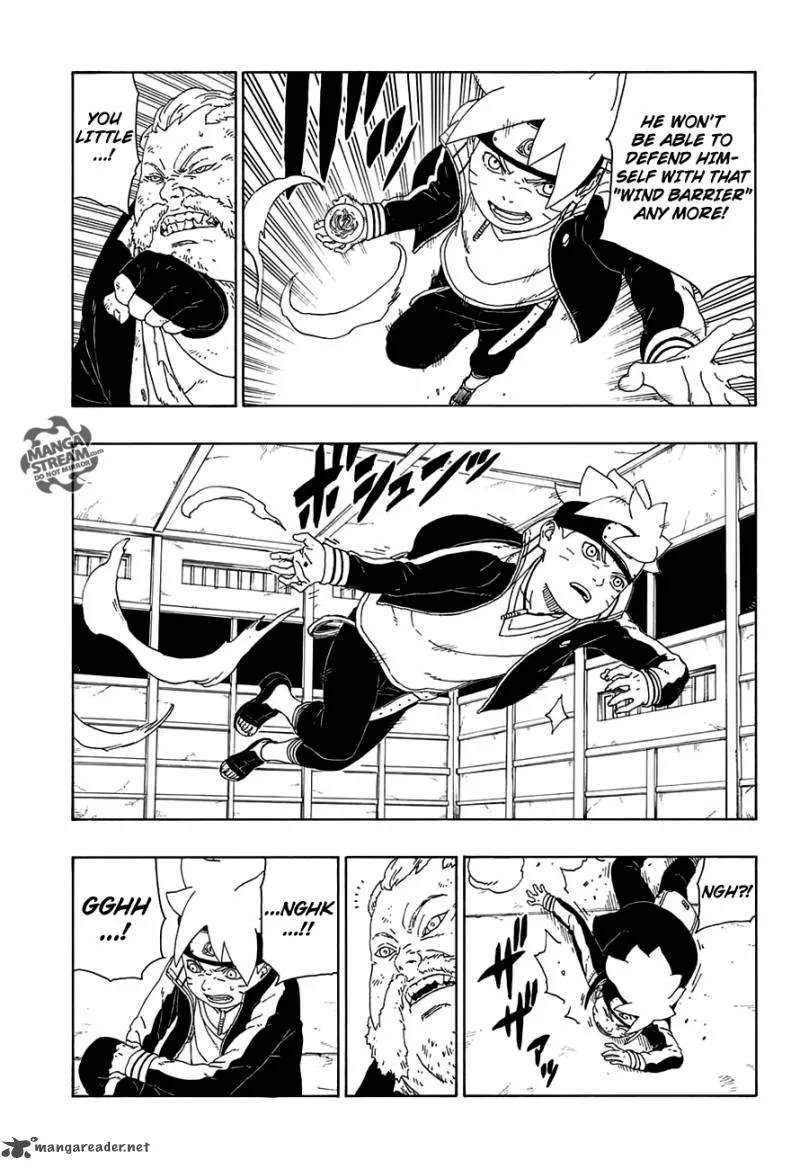 YOU
LITTLE
...!
HE WON'T
BE ABLE TO
DEFEND HIM-
SELF WITH THAT
"WIND BARRIER"
ANY MORE!
MANGA
STREAM.com
DO NOT MIRROR
ボシュンッ
GGHH
...!
...NGHK
...!!
NGH?!
ザザァッ
mangareader.net